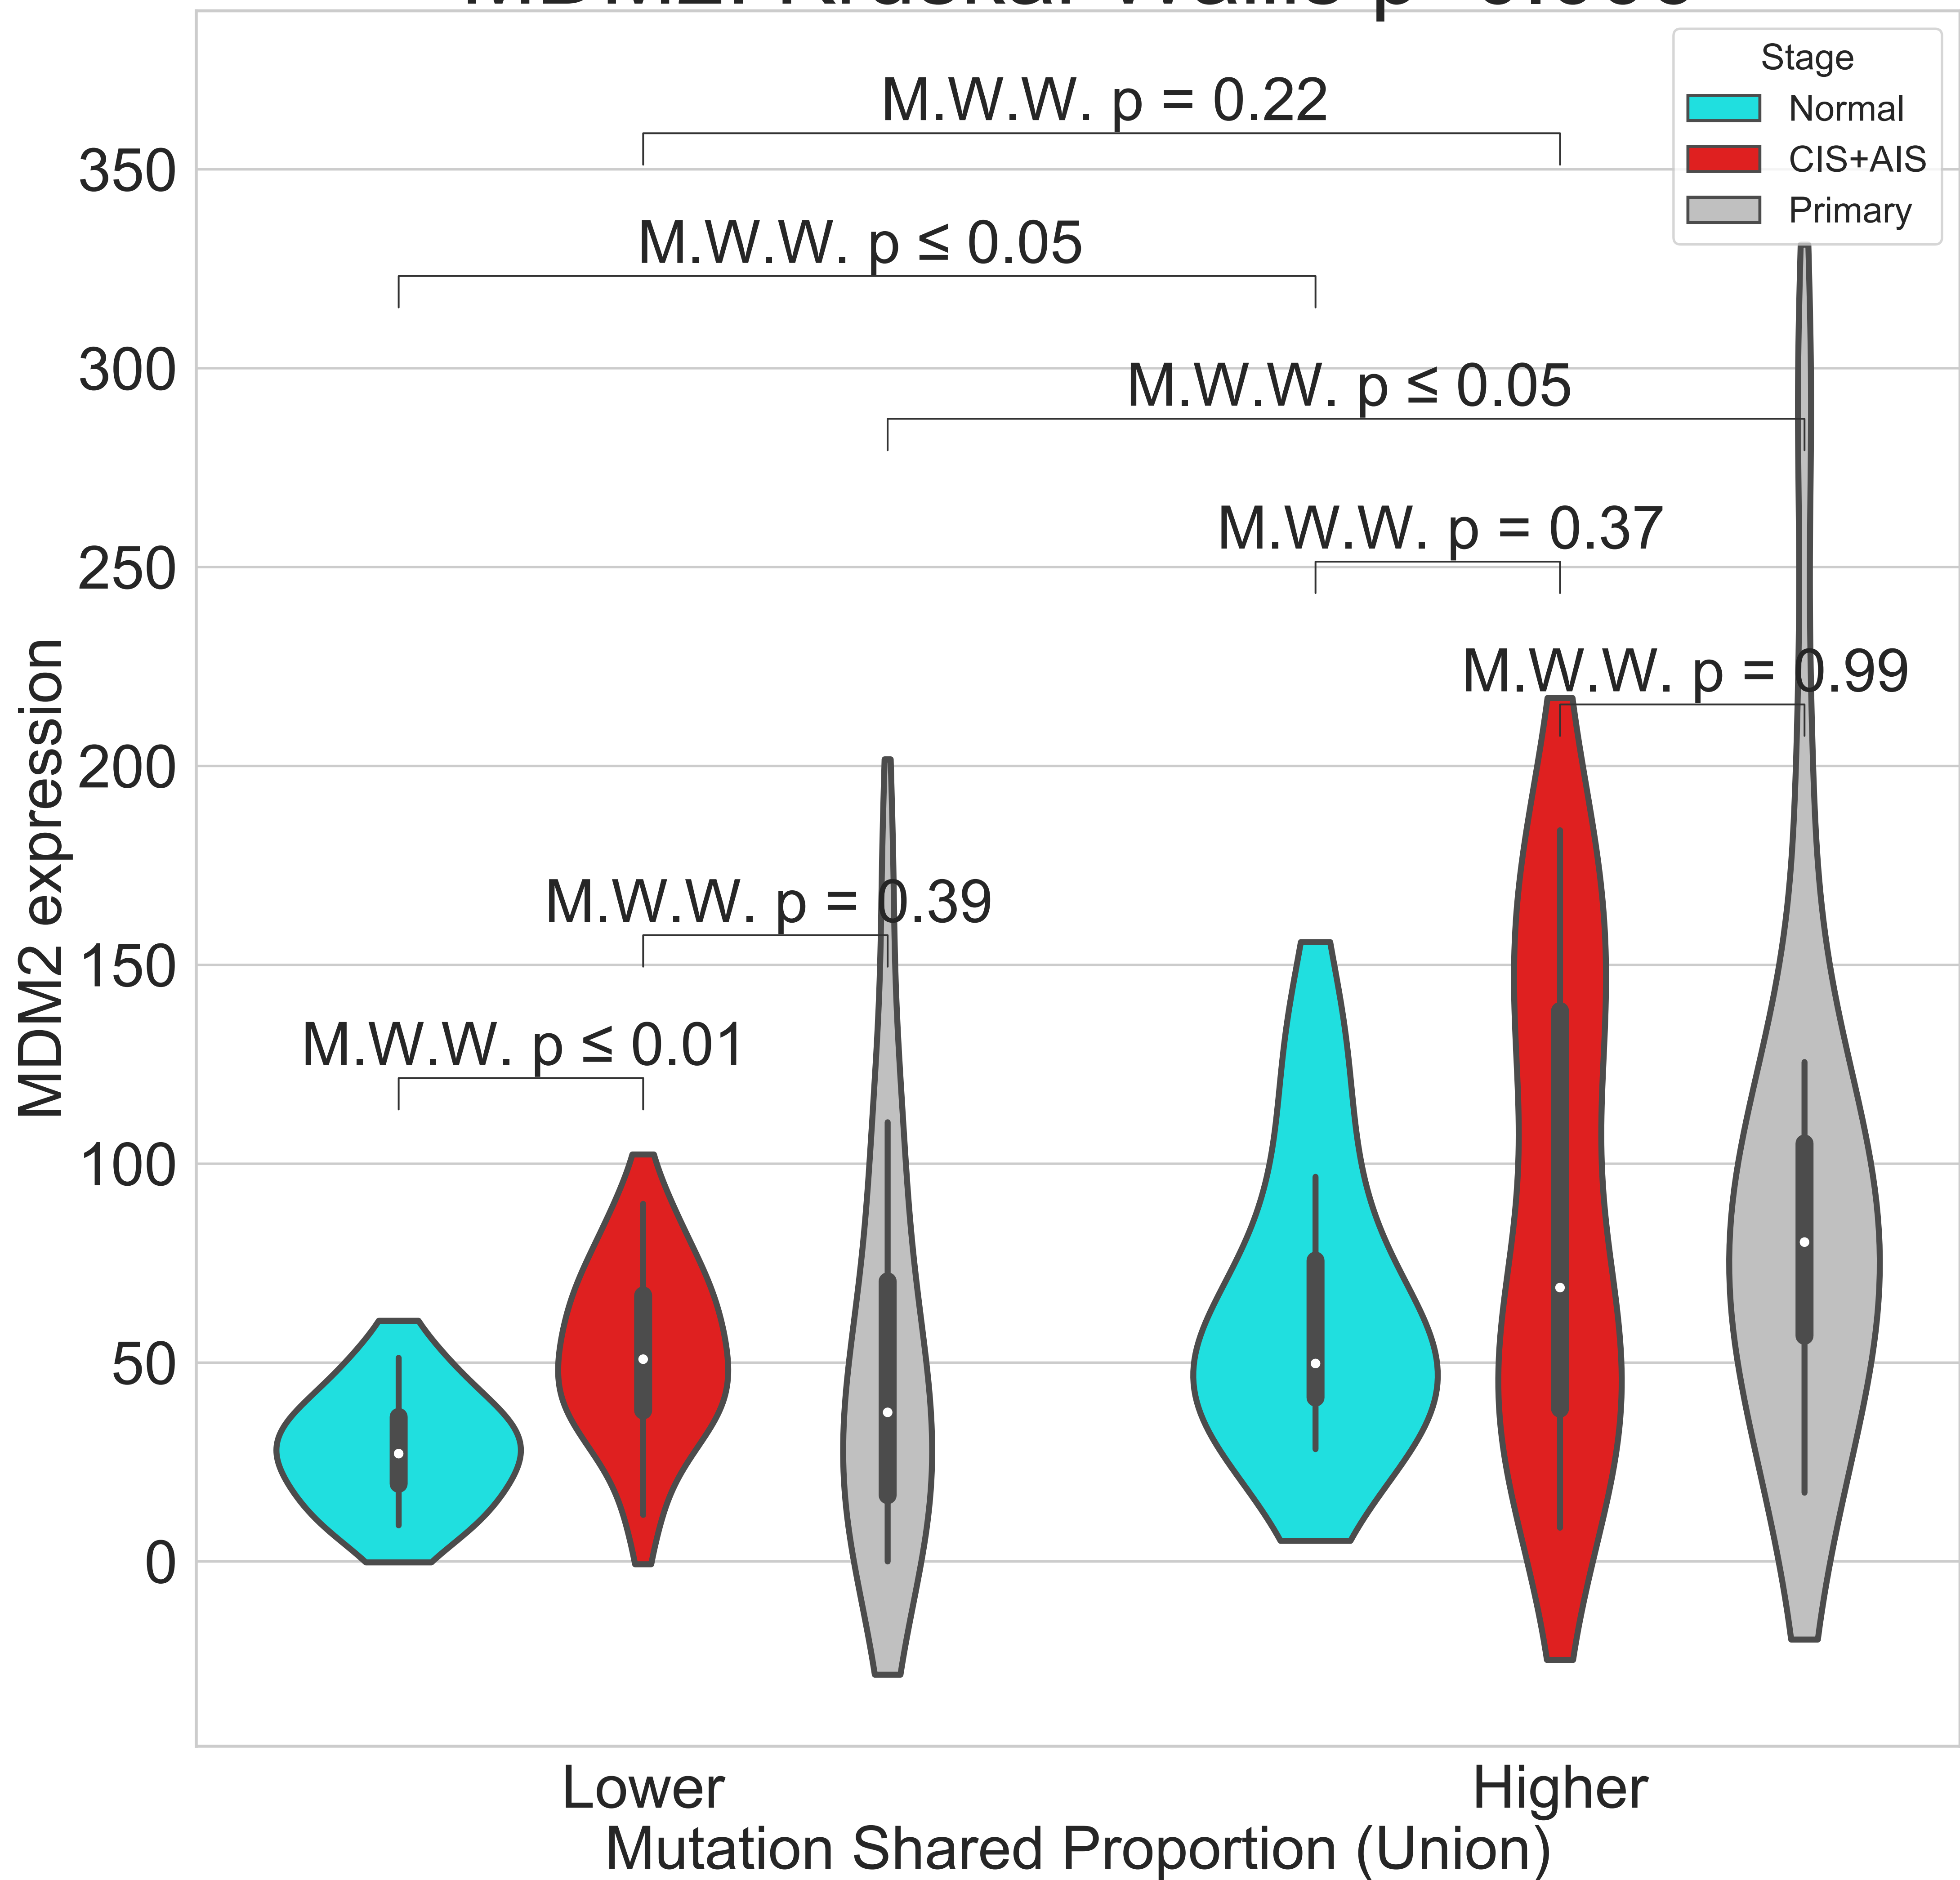 Stage
Normal
CIS+AIS
Primary
M.W.W. p = 0.22
M.W.W. p ≤ 0.05
M.W.W. p ≤ 0.05
M.W.W. p = 0.37
M.W.W. p = 0.99
M.W.W. p = 0.39
M.W.W. p ≤ 0.01
MDM2 expression
350
300
250
200
150
100
50
0
Lower
Higher
Mutation Shared Proportion (Union)